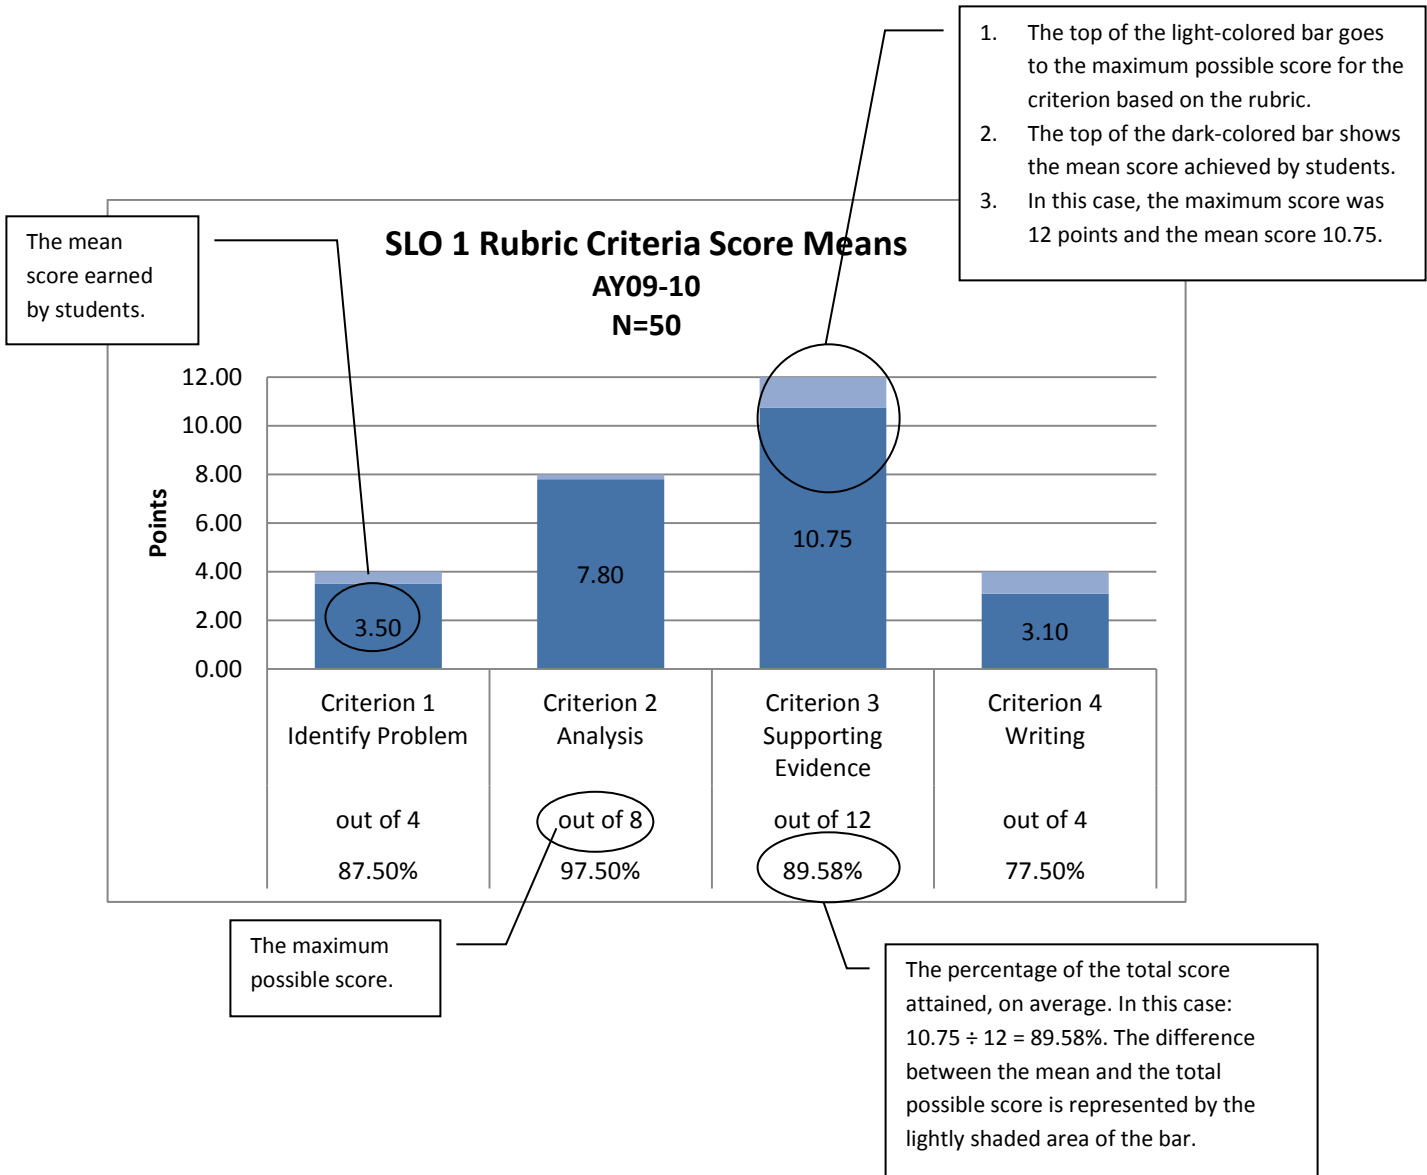 1. The top of the light-colored bar goes
to the maximum possible score for the
criterion based on the rubric.
2. The top of the dark-colored bar shows
the mean score achieved by students.
3. In this case, the maximum score was
12 points and the mean score 10.75.
The mean
score earned
by students.
SLO 1 Rubric Criteria Score Means
AY09-10
N=50
Points
12.00
10.00
8.00
6.00
4.00
2.00
0.00
3.50
7.80
10.75
3.10
Criterion 1
Identify Problem
out of 4
87.50%
Criterion 2
Analysis
out of 8
97.50%
Criterion 3
Supporting
Evidence
out of 12
89.58%
Criterion 4
Writing
out of 4
77.50%
The maximum
possible score.
The percentage of the total score
attained, on average. In this case:
10.75 ÷ 12 = 89.58%. The difference
between the mean and the total
possible score is represented by the
lightly shaded area of the bar.